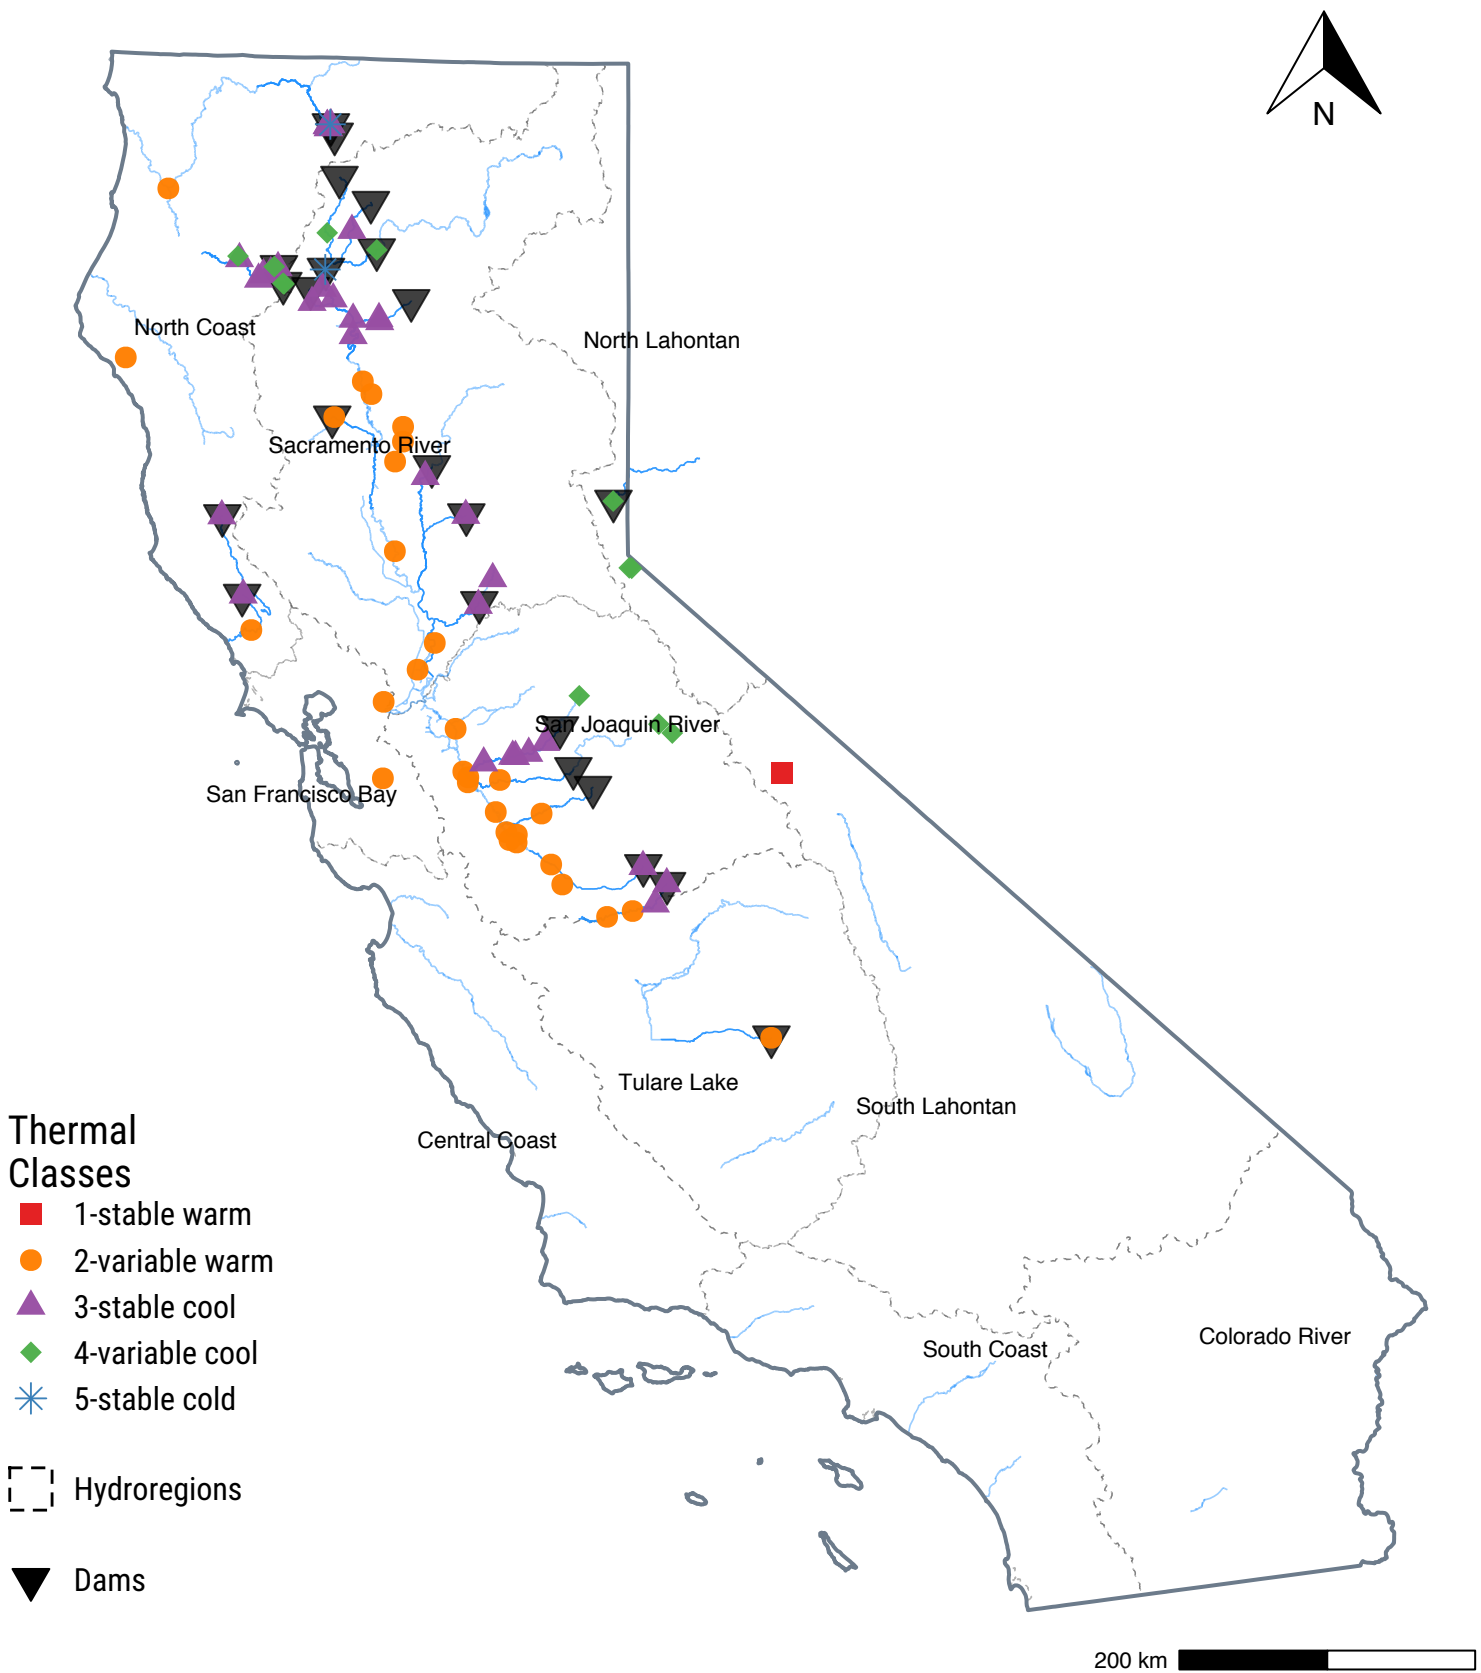 N
North Coast
North Lahontan
Sacramento River
San Joaquin River
San Francisco Bay
Tulare Lake
South Lahontan
Central Coast
Thermal
Classes
1-stable warm
2-variable warm
3-stable cool
4-variable cool
5-stable cold
Hydroregions
Dams
Colorado River
South Coast
200 km